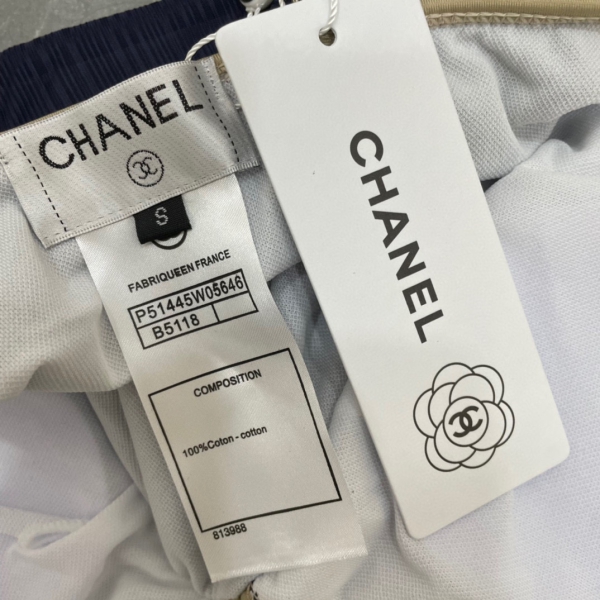 CHANEL
S
FABRIQUEEN FRANCE
P51445W05646
B5118
COMPOSITION
100%Coton - cotton
813988
CHANEL